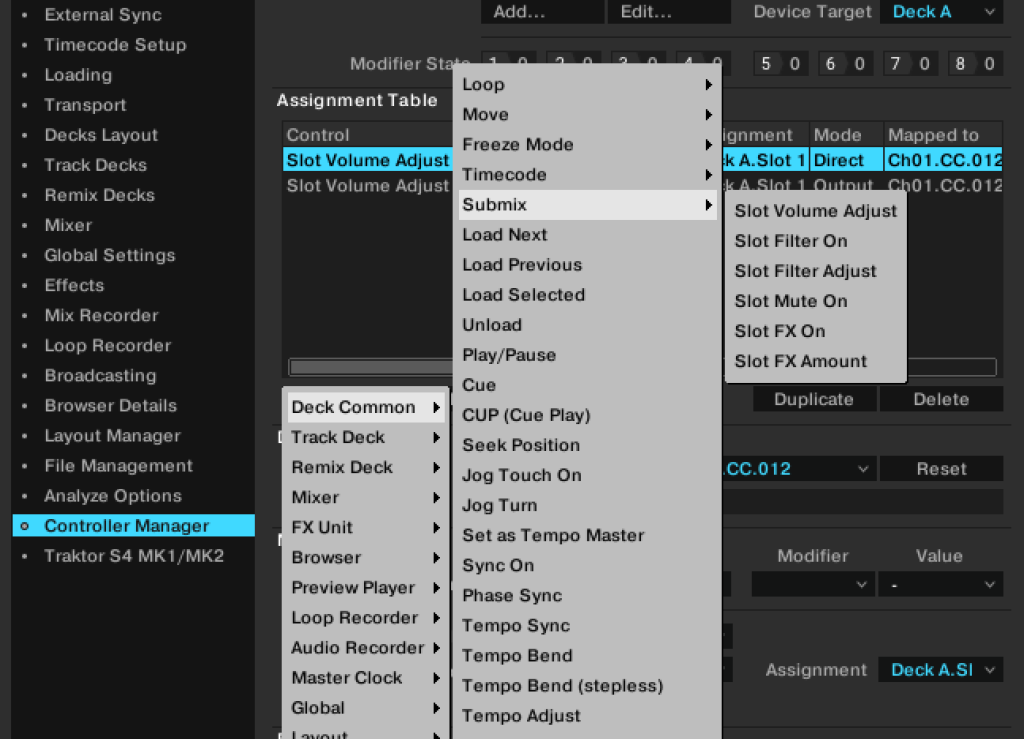 External Sync
Timecode Setup
Loading
Transport
Decks Layout
Track Decks
Remix Decks
Mixer
Global Settings
Effects
Mix Recorder
Loop Recorder
Broadcasting
Browser Details
Layout Manager
File Management
Analyze Options
Controller Manager
Traktor S4 MK1/MK2
Add... Edit... Device Target Deck A
Modifier State 1 0 2 0 3 0 4 0 5 0 6 0 7 0 8 0
Assignment Table
Control ignment Mode Mapped to
Slot Volume Adjust k A.Slot 1 Direct Ch01.CC.012
Slot Volume Adjust k A.Slot 1 Output Ch01.CC.012
Duplicate Delete
.CC.012 Reset
Modifier Value
-
Assignment Deck A.Sl
Deck Common
Track Deck
Remix Deck
Mixer
FX Unit
Browser
Preview Player
Loop Recorder
Audio Recorder
Master Clock
Global
Layout
Loop
Move
Freeze Mode
Timecode
Submix
Load Next
Load Previous
Load Selected
Unload
Play/Pause
Cue
CUP (Cue Play)
Seek Position
Jog Touch On
Jog Turn
Set as Tempo Master
Sync On
Phase Sync
Tempo Sync
Tempo Bend
Tempo Bend (stepless)
Tempo Adjust
Slot Volume Adjust
Slot Filter On
Slot Filter Adjust
Slot Mute On
Slot FX On
Slot FX Amount